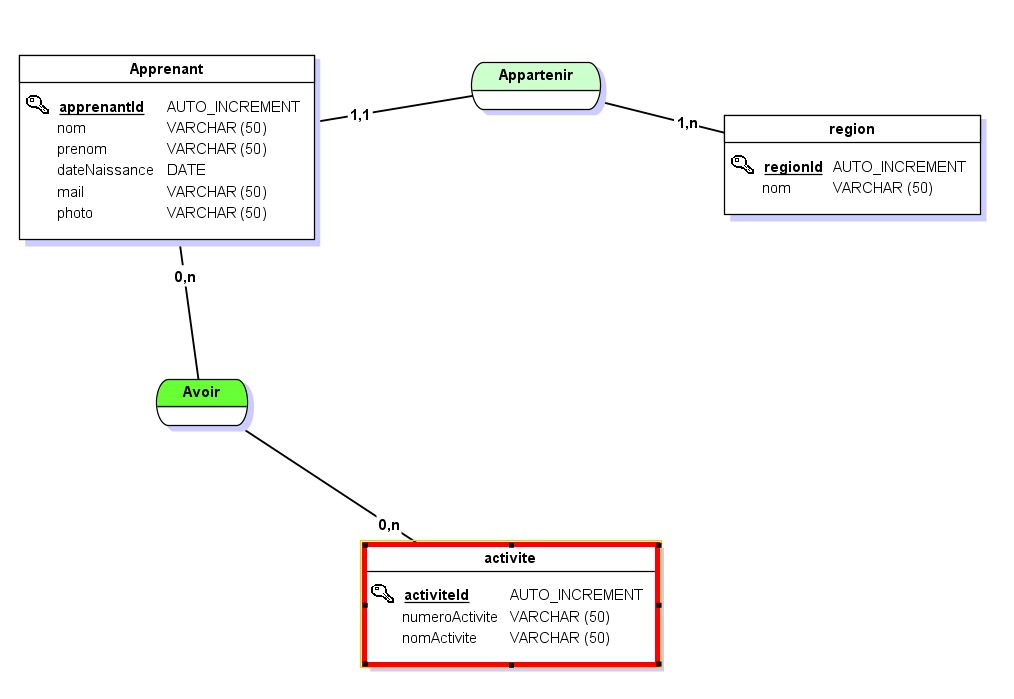 Apprenant
apprenantId AUTO_INCREMENT
nom VARCHAR (50)
prenom VARCHAR (50)
dateNaissance DATE
mail VARCHAR (50)
photo VARCHAR (50)
Appartenir
1,1
1,n
region
regionId AUTO_INCREMENT
nom VARCHAR (50)
0,n
Avoir
0,n
activite
activiteId AUTO_INCREMENT
numeroActivite VARCHAR (50)
nomActivite VARCHAR (50)